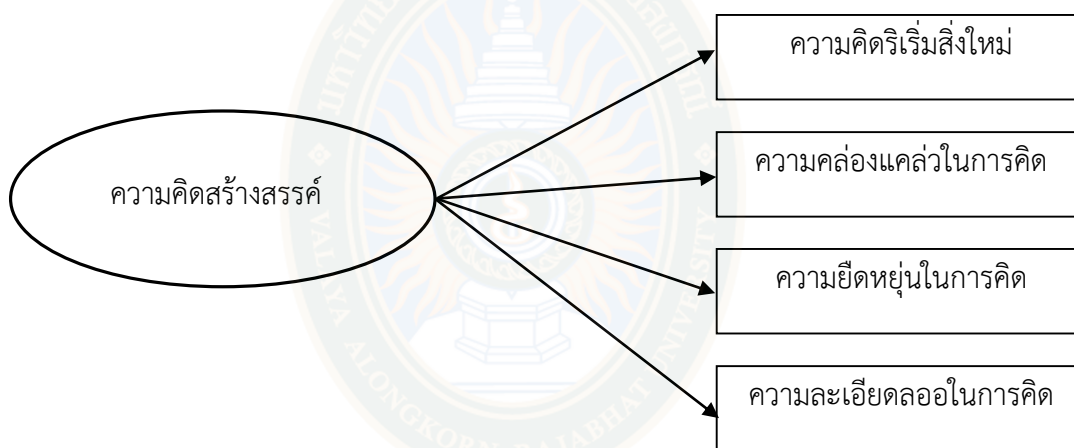 ความคิดริเริ่มสิ่งใหม่
ความคล่องแคล่วในการคิด
ความคิดสร้างสรรค์
ความยืดหยุ่นในการคิด
ความละเอียดลออในการคิด
VALAYA ALONGKORN RAJABHAT UNIVERSITY